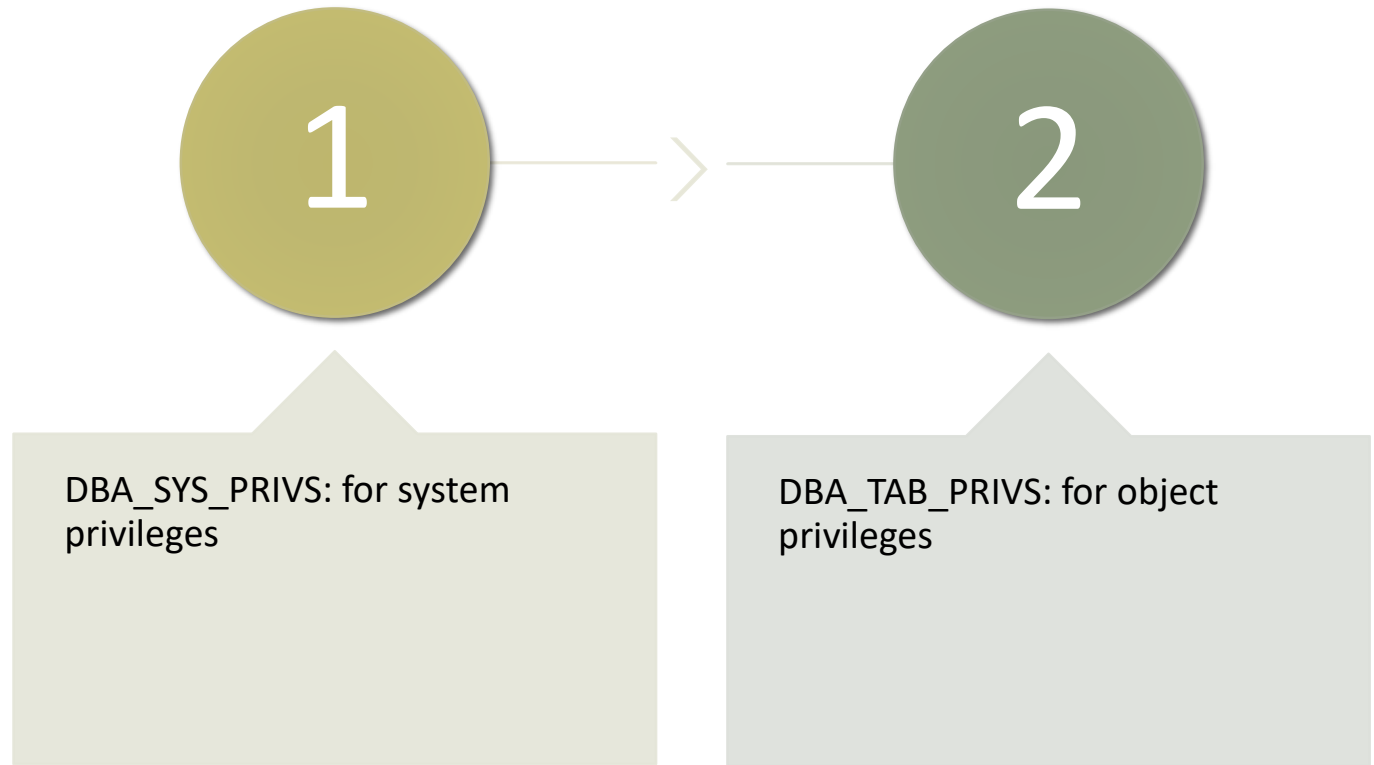 1
2
DBA_SYS_PRIVS: for system
privileges
DBA_TAB_PRIVS: for object
privileges